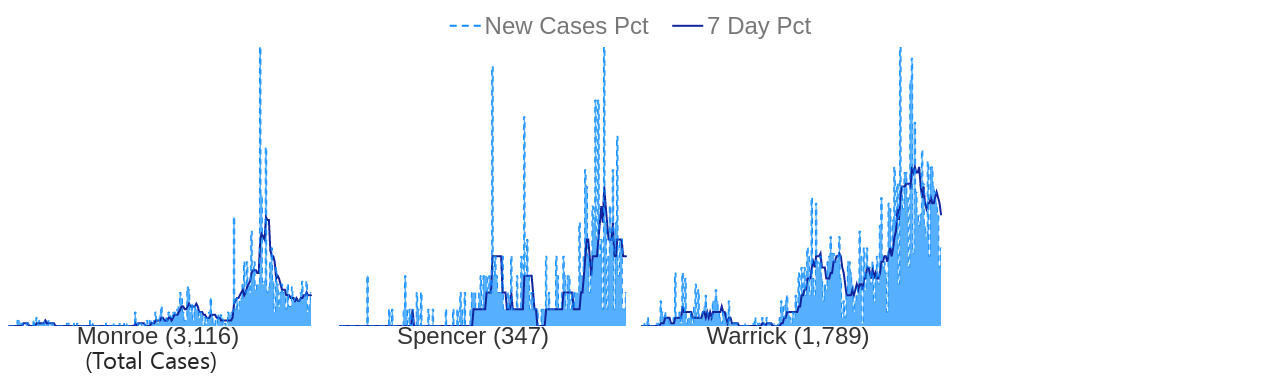 New Cases Pct 7 Day Pct
Monroe (3,116) Spencer (347) Warrick (1,789)
(Total Cases)